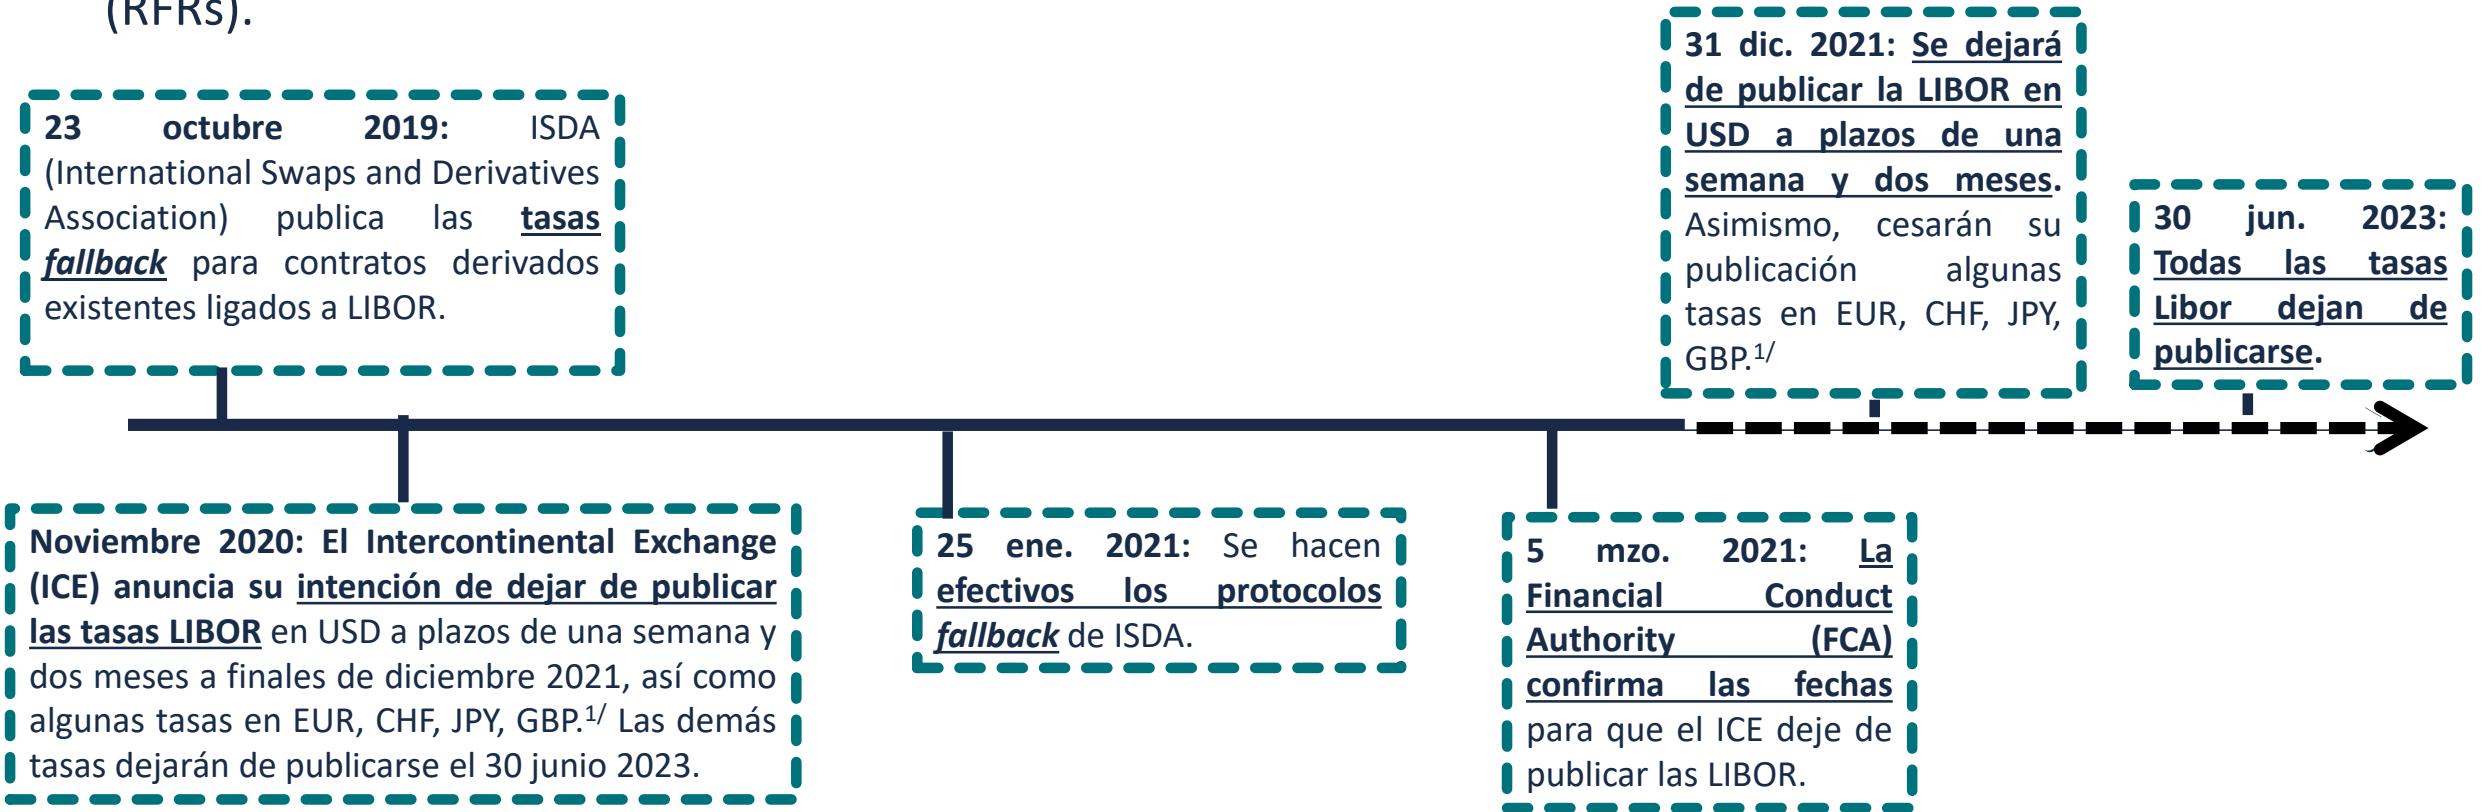 (RFRs).
23 octubre 2019: ISDA
(International Swaps and Derivatives
Association) publica las tasas
fallback para contratos derivados
existentes ligados a LIBOR.
31 dic. 2021: Se dejará
de publicar la LIBOR en
USD a plazos de una
semana y dos meses.
Asimismo, cesarán su
publicación algunas
tasas en EUR, CHF, JPY,
GBP.1/
30 jun. 2023:
Todas las tasas
Libor dejan de
publicarse.
Noviembre 2020: El Intercontinental Exchange
(ICE) anuncia su intención de dejar de publicar
las tasas LIBOR en USD a plazos de una semana y
dos meses a finales de diciembre 2021, así como
algunas tasas en EUR, CHF, JPY, GBP.1/ Las demás
tasas dejarán de publicarse el 30 junio 2023.
25 ene. 2021: Se hacen
efectivos los protocolos
fallback de ISDA.
5 mzo. 2021: La
Financial Conduct
Authority (FCA)
confirma las fechas
para que el ICE deje de
publicar las LIBOR.